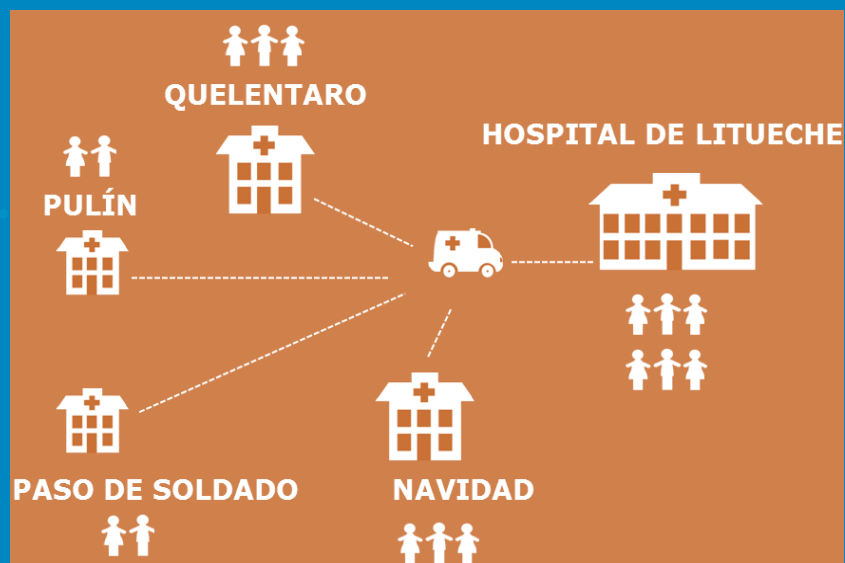 QUELENTARO
HOSPITAL DE LITUECHE
PULÍN
PASO DE SOLDADO
NAVIDAD